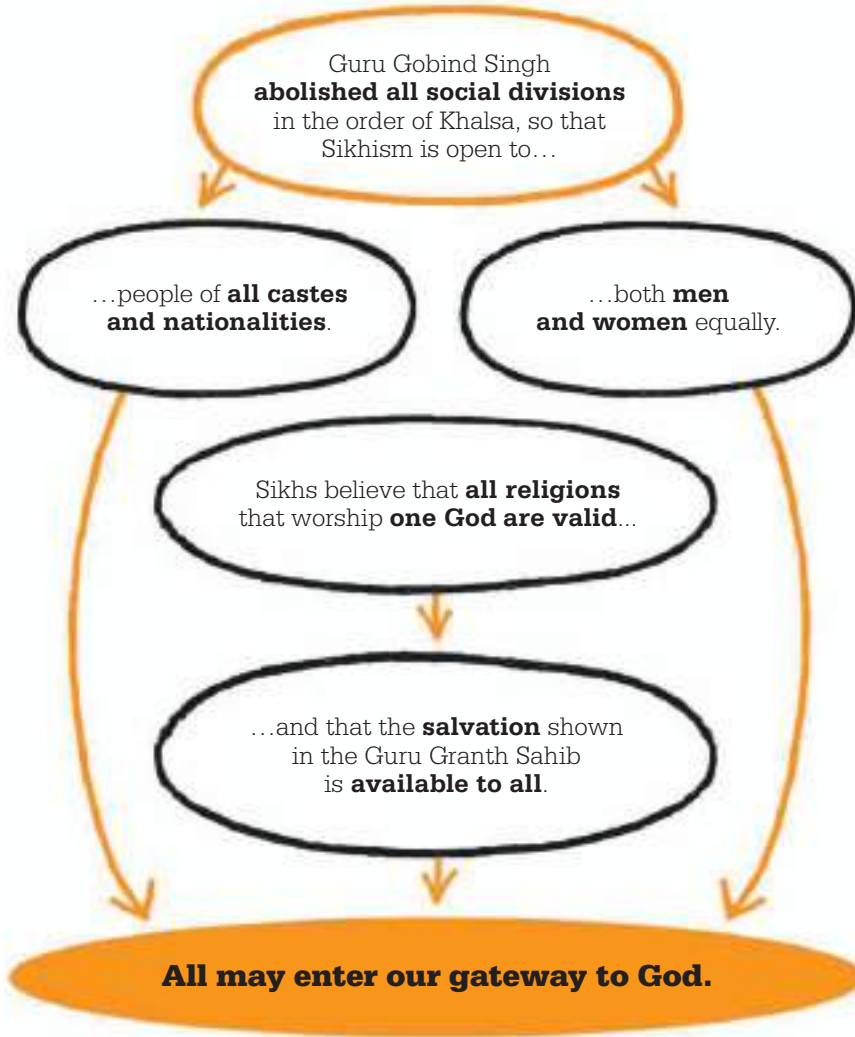 Guru Gobind Singh
abolished all social divisions
in the order of Khalsa, so that
Sikhism is open to…
…people of all castes
and nationalities.
…both men
and women equally.
Sikhs believe that all religions
that worship one God are valid...
…and that the salvation shown
in the Guru Granth Sahib
is available to all.
All may enter our gateway to God.